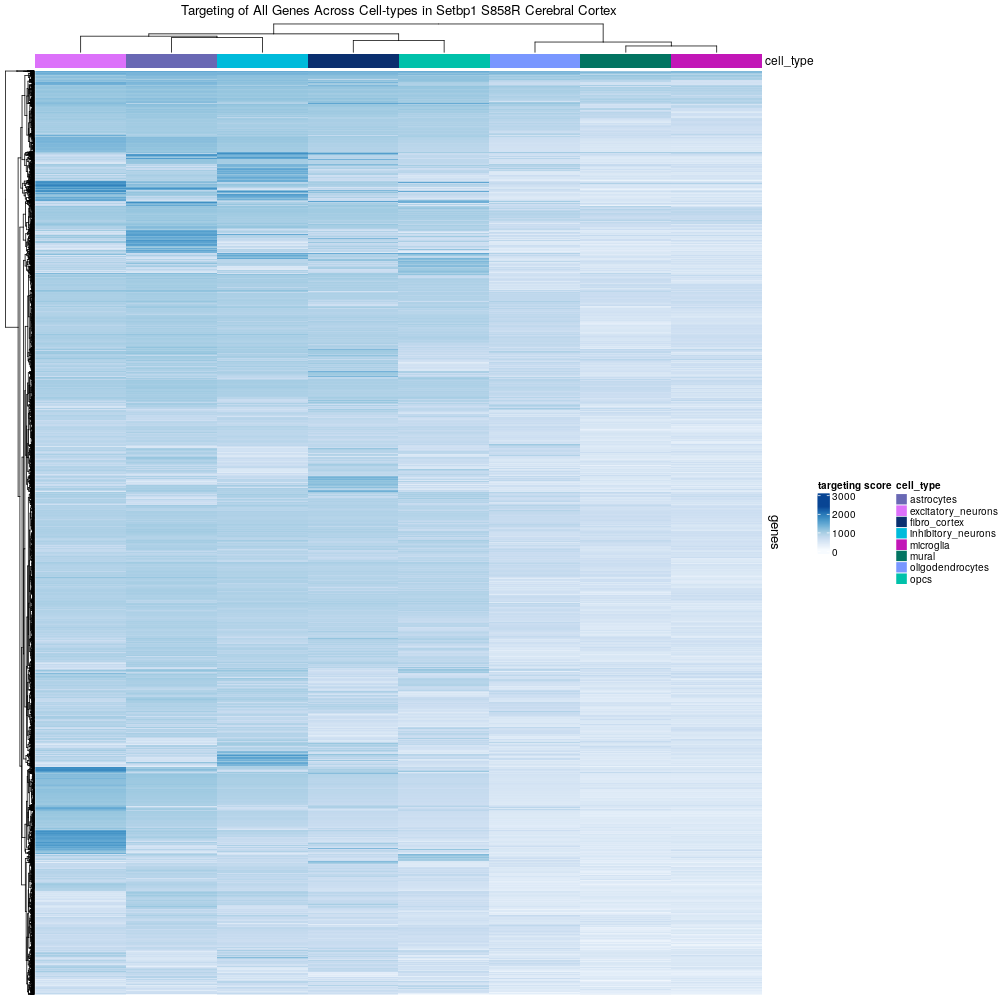 Targeting of All Genes Across Cell-types in Setbp1 S858R Cerebral Cortex
cell_type
genes
targeting score
3000
2000
1000
0
cell_type
astrocytes
excitatory_neurons
fibro_cortex
inhibitory_neurons
microglia
mural
oligodendrocytes
opcs